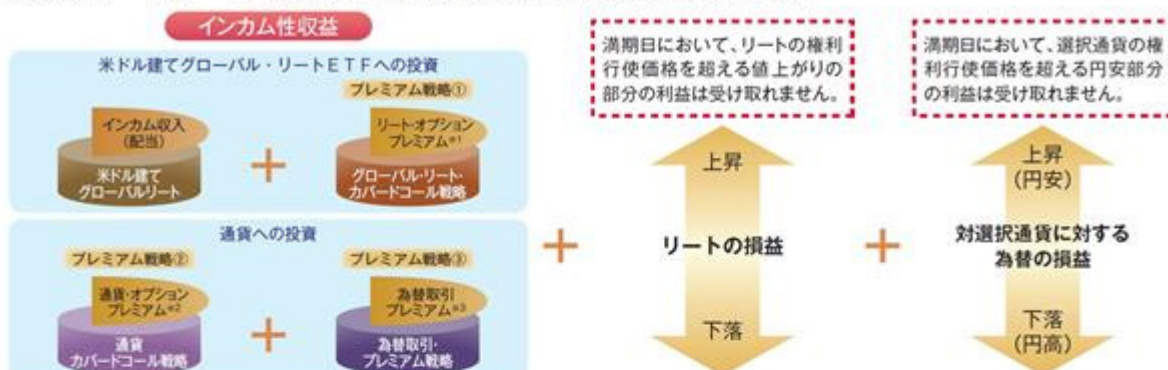 インカム性収益
米ドル建てグローバル・リートETFへの投資
プレミアム戦略①
インカム収入
(配当)
リート・オプション
プレミアム※1
米ドル建て
グローバルリート
グローバル・リート・
カバードコール戦略
通貨への投資
プレミアム戦略②
プレミアム戦略③
通貨・オプション
プレミアム※2
為替取引
プレミアム※3
通貨
カバードコール戦略
為替取引・
プレミアム戦略
満期日において、リートの権利
行使価格を超える値上がりの
部分の利益は受け取れません。
上昇
リートの損益
下落
満期日において、選択通貨の権
利行使価格を超える円安部分
の利益は受け取れません。
上昇
(円安)
対選択通貨に対する
為替の損益
下落
(円高)